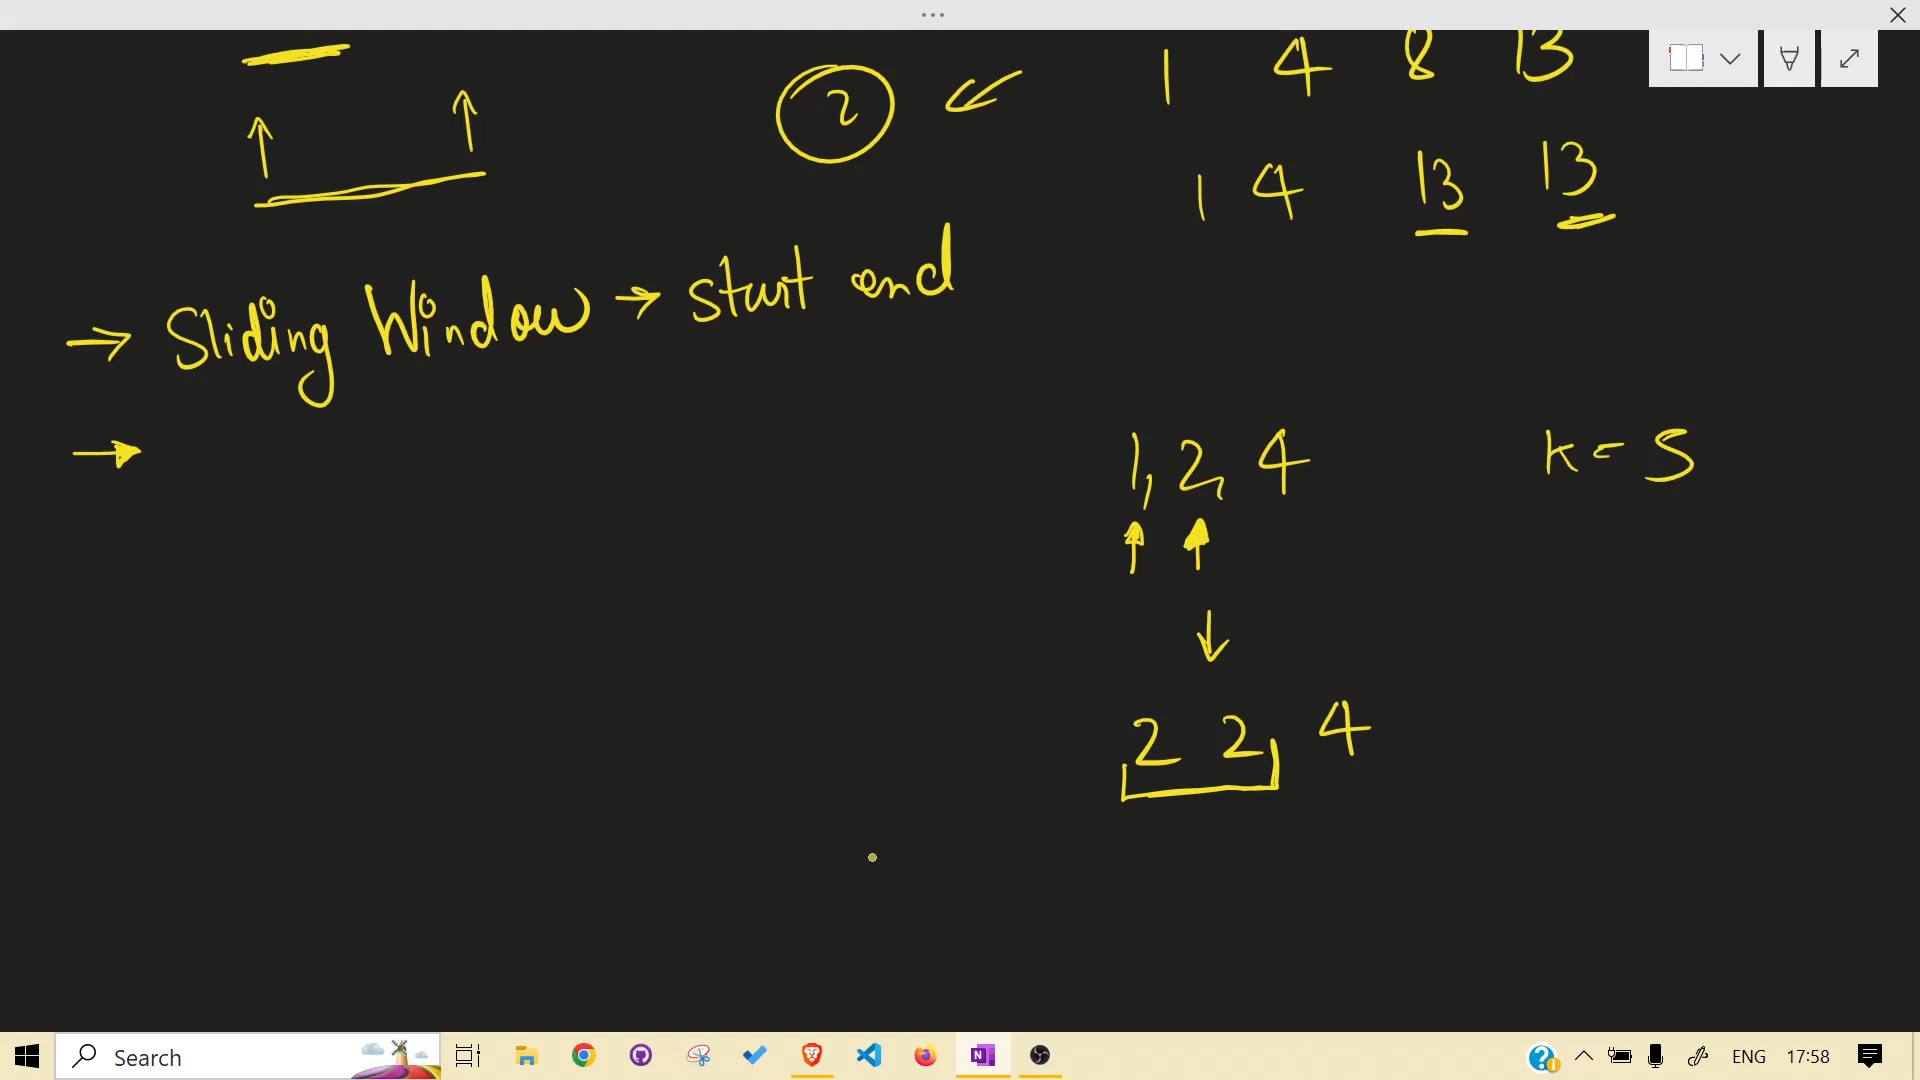 1 4 8 13
2
1 4 13 13
→ Sliding Window → start end
→
1, 2, 4 K = 5
2 2, 4
Search
ENG 17:58